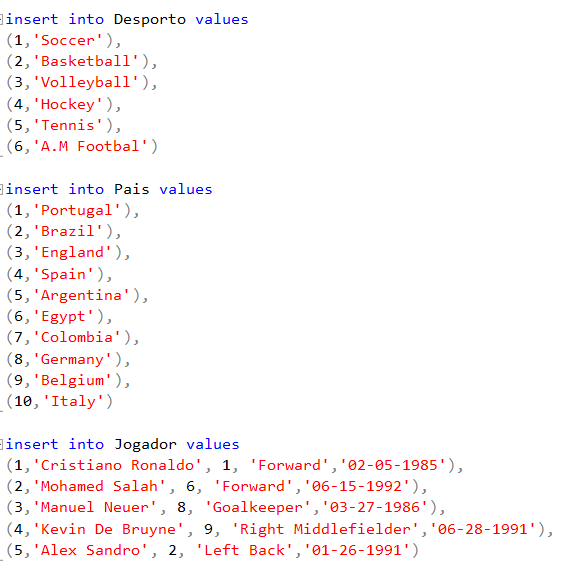 insert into Desporto values
(1,'Soccer'),
(2,'Basketball'),
(3,'Volleyball'),
(4,'Hockey'),
(5,'Tennis'),
(6,'A.M Footbal')
insert into Pais values
(1,'Portugal'),
(2,'Brazil'),
(3,'England'),
(4,'Spain'),
(5,'Argentina'),
(6,'Egypt'),
(7,'Colombia'),
(8,'Germany'),
(9,'Belgium'),
(10,'Italy')
insert into Jogador values
(1,'Cristiano Ronaldo', 1, 'Forward','02-05-1985'),
(2,'Mohamed Salah', 6, 'Forward','06-15-1992'),
(3,'Manuel Neuer', 8, 'Goalkeeper','03-27-1986'),
(4,'Kevin De Bruyne', 9, 'Right Middlefielder','06-28-1991'),
(5,'Alex Sandro', 2, 'Left Back','01-26-1991')